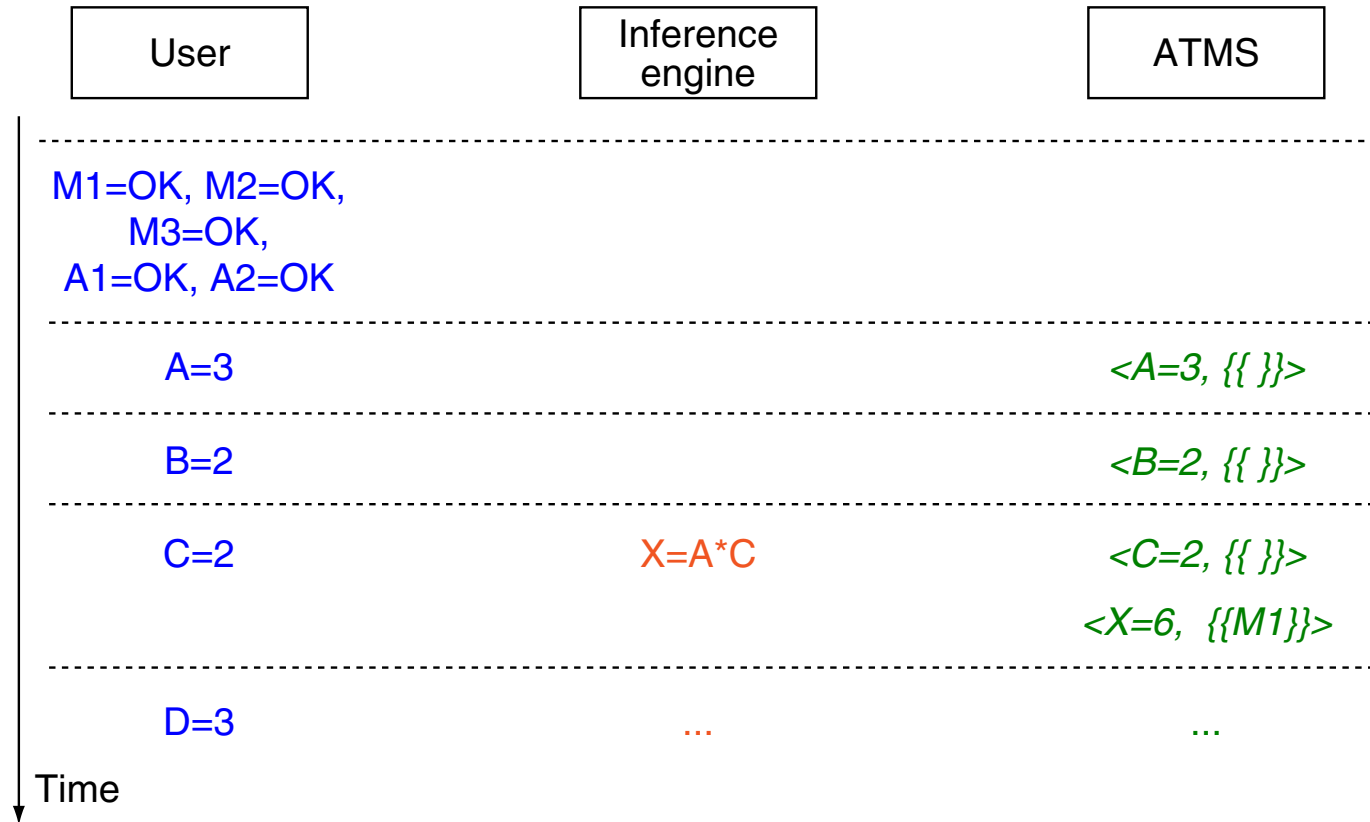 User
Inference
engine
ATMS
M1=OK, M2=OK,
M3=OK,
A1=OK, A2=OK
A=3
<A=3, {{ }}>
B=2
<B=2, {{ }}>
C=2
X=A*C
<C=2, {{ }}>
<X=6, {{M1}}>
D=3
...
...
Time